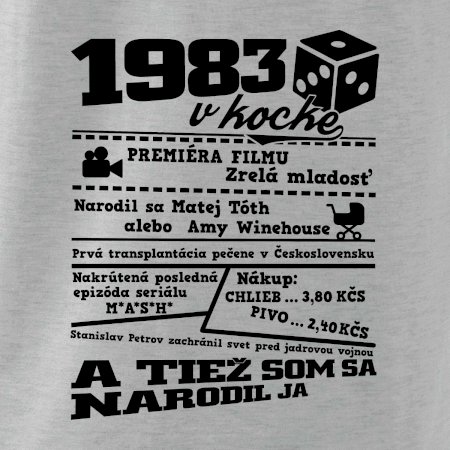 1983
v kocke
PREMIÉRA FILMU
Zrelá mladosť
Narodil sa Matej Tóth
alebo Amy Winehouse
Prvá transplantácia pečene v Československu
Nakrútená posledná
epizóda seriálu
M*A*S*H*
Nákup:
CHLIEB ... 3,80 KČS
PIVO ... 2,40 KČS
Stanislav Petrov zachránil svet pred jadrovou vojnou
A TIEŽ SOM SA
NARODIL JA